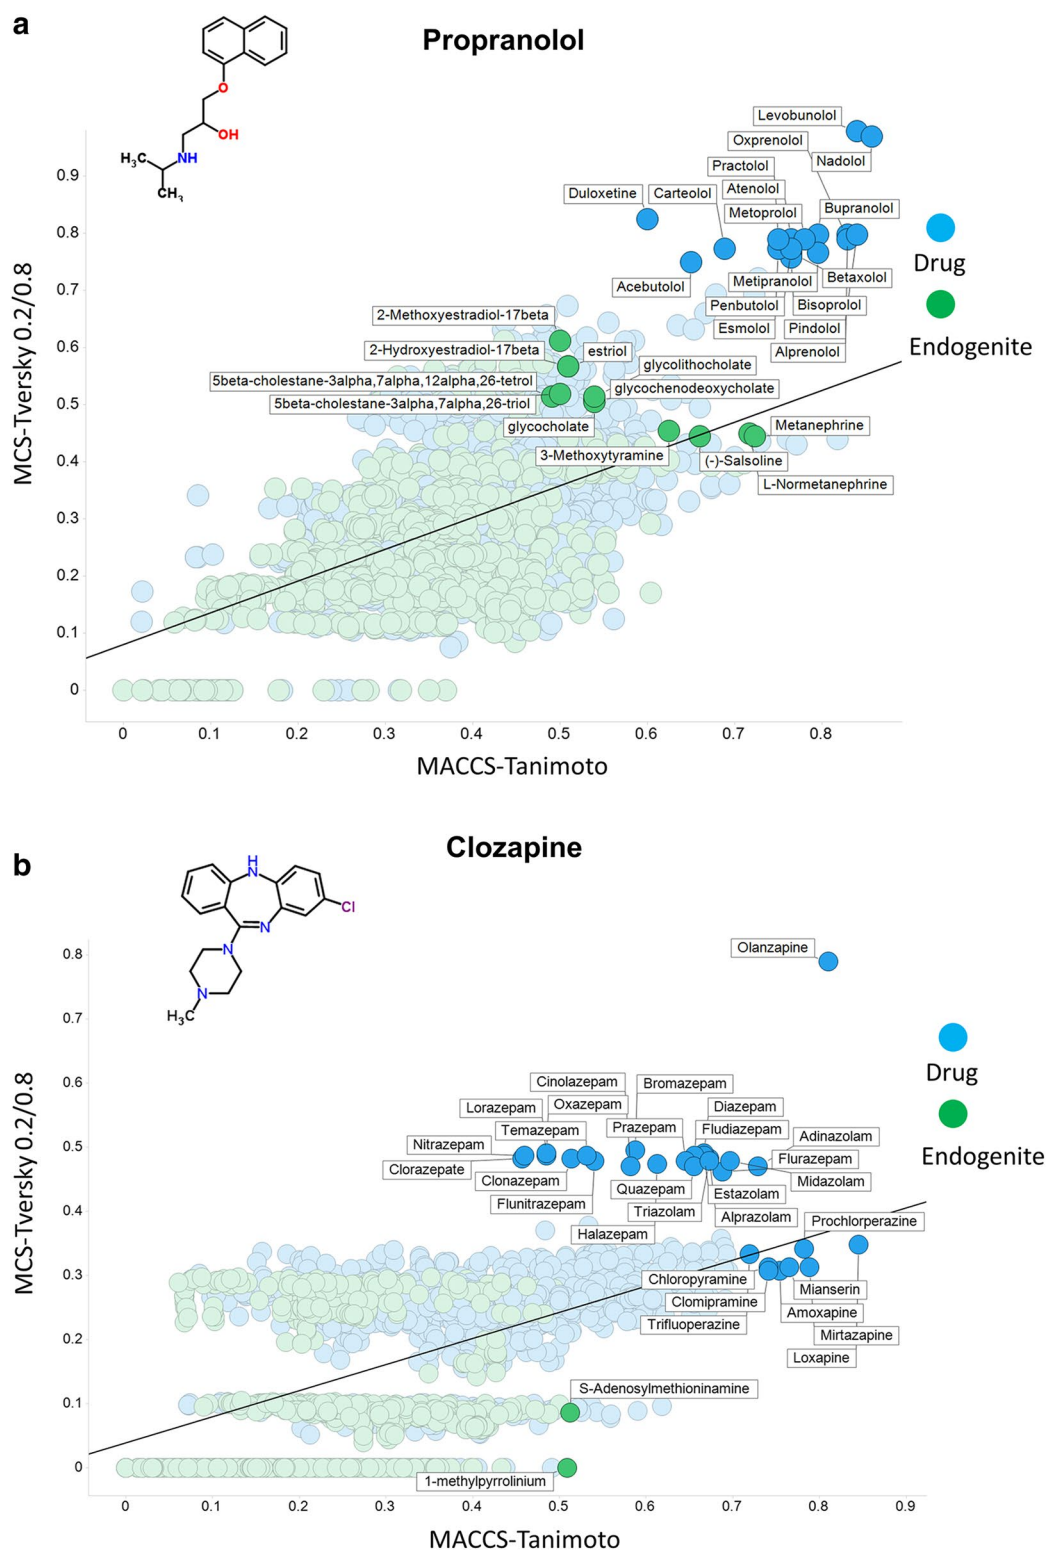 a
Propranolol
O
OH
NH
H3C
CH3
Levobunolol
Oxprenolol
Nadolol
Practolol
Duloxetine
Carteolol
Atenolol
Metoprolol
Bupranolol
Drug
Acebutolol
Metipranolol
Betaxolol
Penbutolol
Bisoprolol
Esmolol
Pindolol
Alprenolol
Endogenite
2-Methoxyestradiol-17beta
2-Hydroxyestradiol-17beta
estriol
glycolithocholate
5beta-cholestane-3alpha,7alpha,12alpha,26-tetrol
glycochenodeoxycholate
5beta-cholestane-3alpha,7alpha,26-triol
glycocholate
Metanephrine
3-Methoxytyramine
(-)-Salsoline
L-Normetanephrine
MCS-Tversky 0.2/0.8
0.9
0.8
0.7
0.6
0.5
0.4
0.3
0.2
0.1
0
0 0.1 0.2 0.3 0.4 0.5 0.6 0.7 0.8
MACCS-Tanimoto
b
Clozapine
H
N
Cl
N
N
N
H3C
Olanzapine
Drug
Endogenite
Cinolazepam
Bromazepam
Lorazepam
Oxazepam
Diazepam
Temazepam
Prazepam
Fludiazepam
Adinazolam
Nitrazepam
Flurazepam
Clorazepate
Clonazepam
Quazepam
Estazolam
Midazolam
Flunitrazepam
Triazolam
Alprazolam
Halazepam
Prochlorperazine
Chloropyramine
Mianserin
Clomipramine
Amoxapine
Trifluoperazine
Mirtazapine
Loxapine
S-Adenosylmethioninamine
1-methylpyrrolinium
MCS-Tversky 0.2/0.8
0.8
0.7
0.6
0.5
0.4
0.3
0.2
0.1
0
0 0.1 0.2 0.3 0.4 0.5 0.6 0.7 0.8 0.9
MACCS-Tanimoto